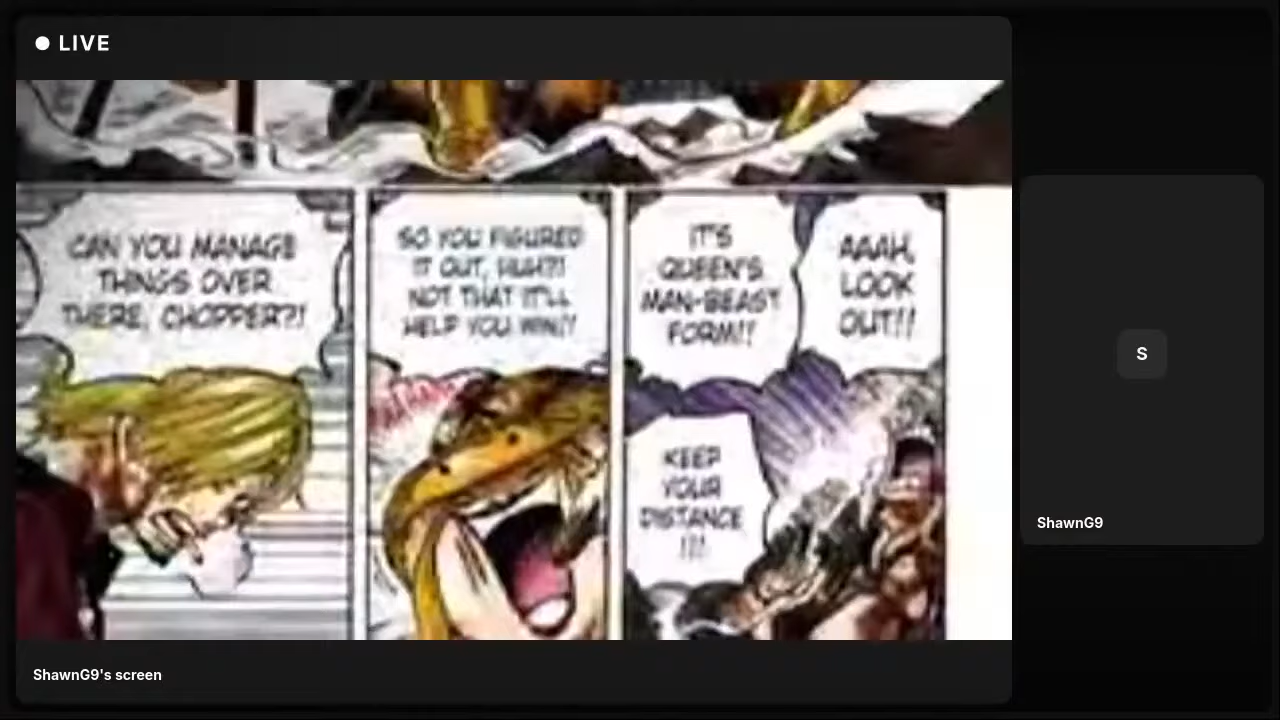 LIVE
CAN YOU MANAGE
THINGS OVER
THERE, CHOPPER?!
SO YOU FIGURED
IT OUT, HUH?!
NOT THAT IT'LL
HELP YOU WIN!!
IT'S
QUEEN'S
MAN-BEAST
FORM!!
AAAH,
LOOK
OUT!!
KEEP
YOUR
DISTANCE
!!!
S
ShawnG9
ShawnG9's screen